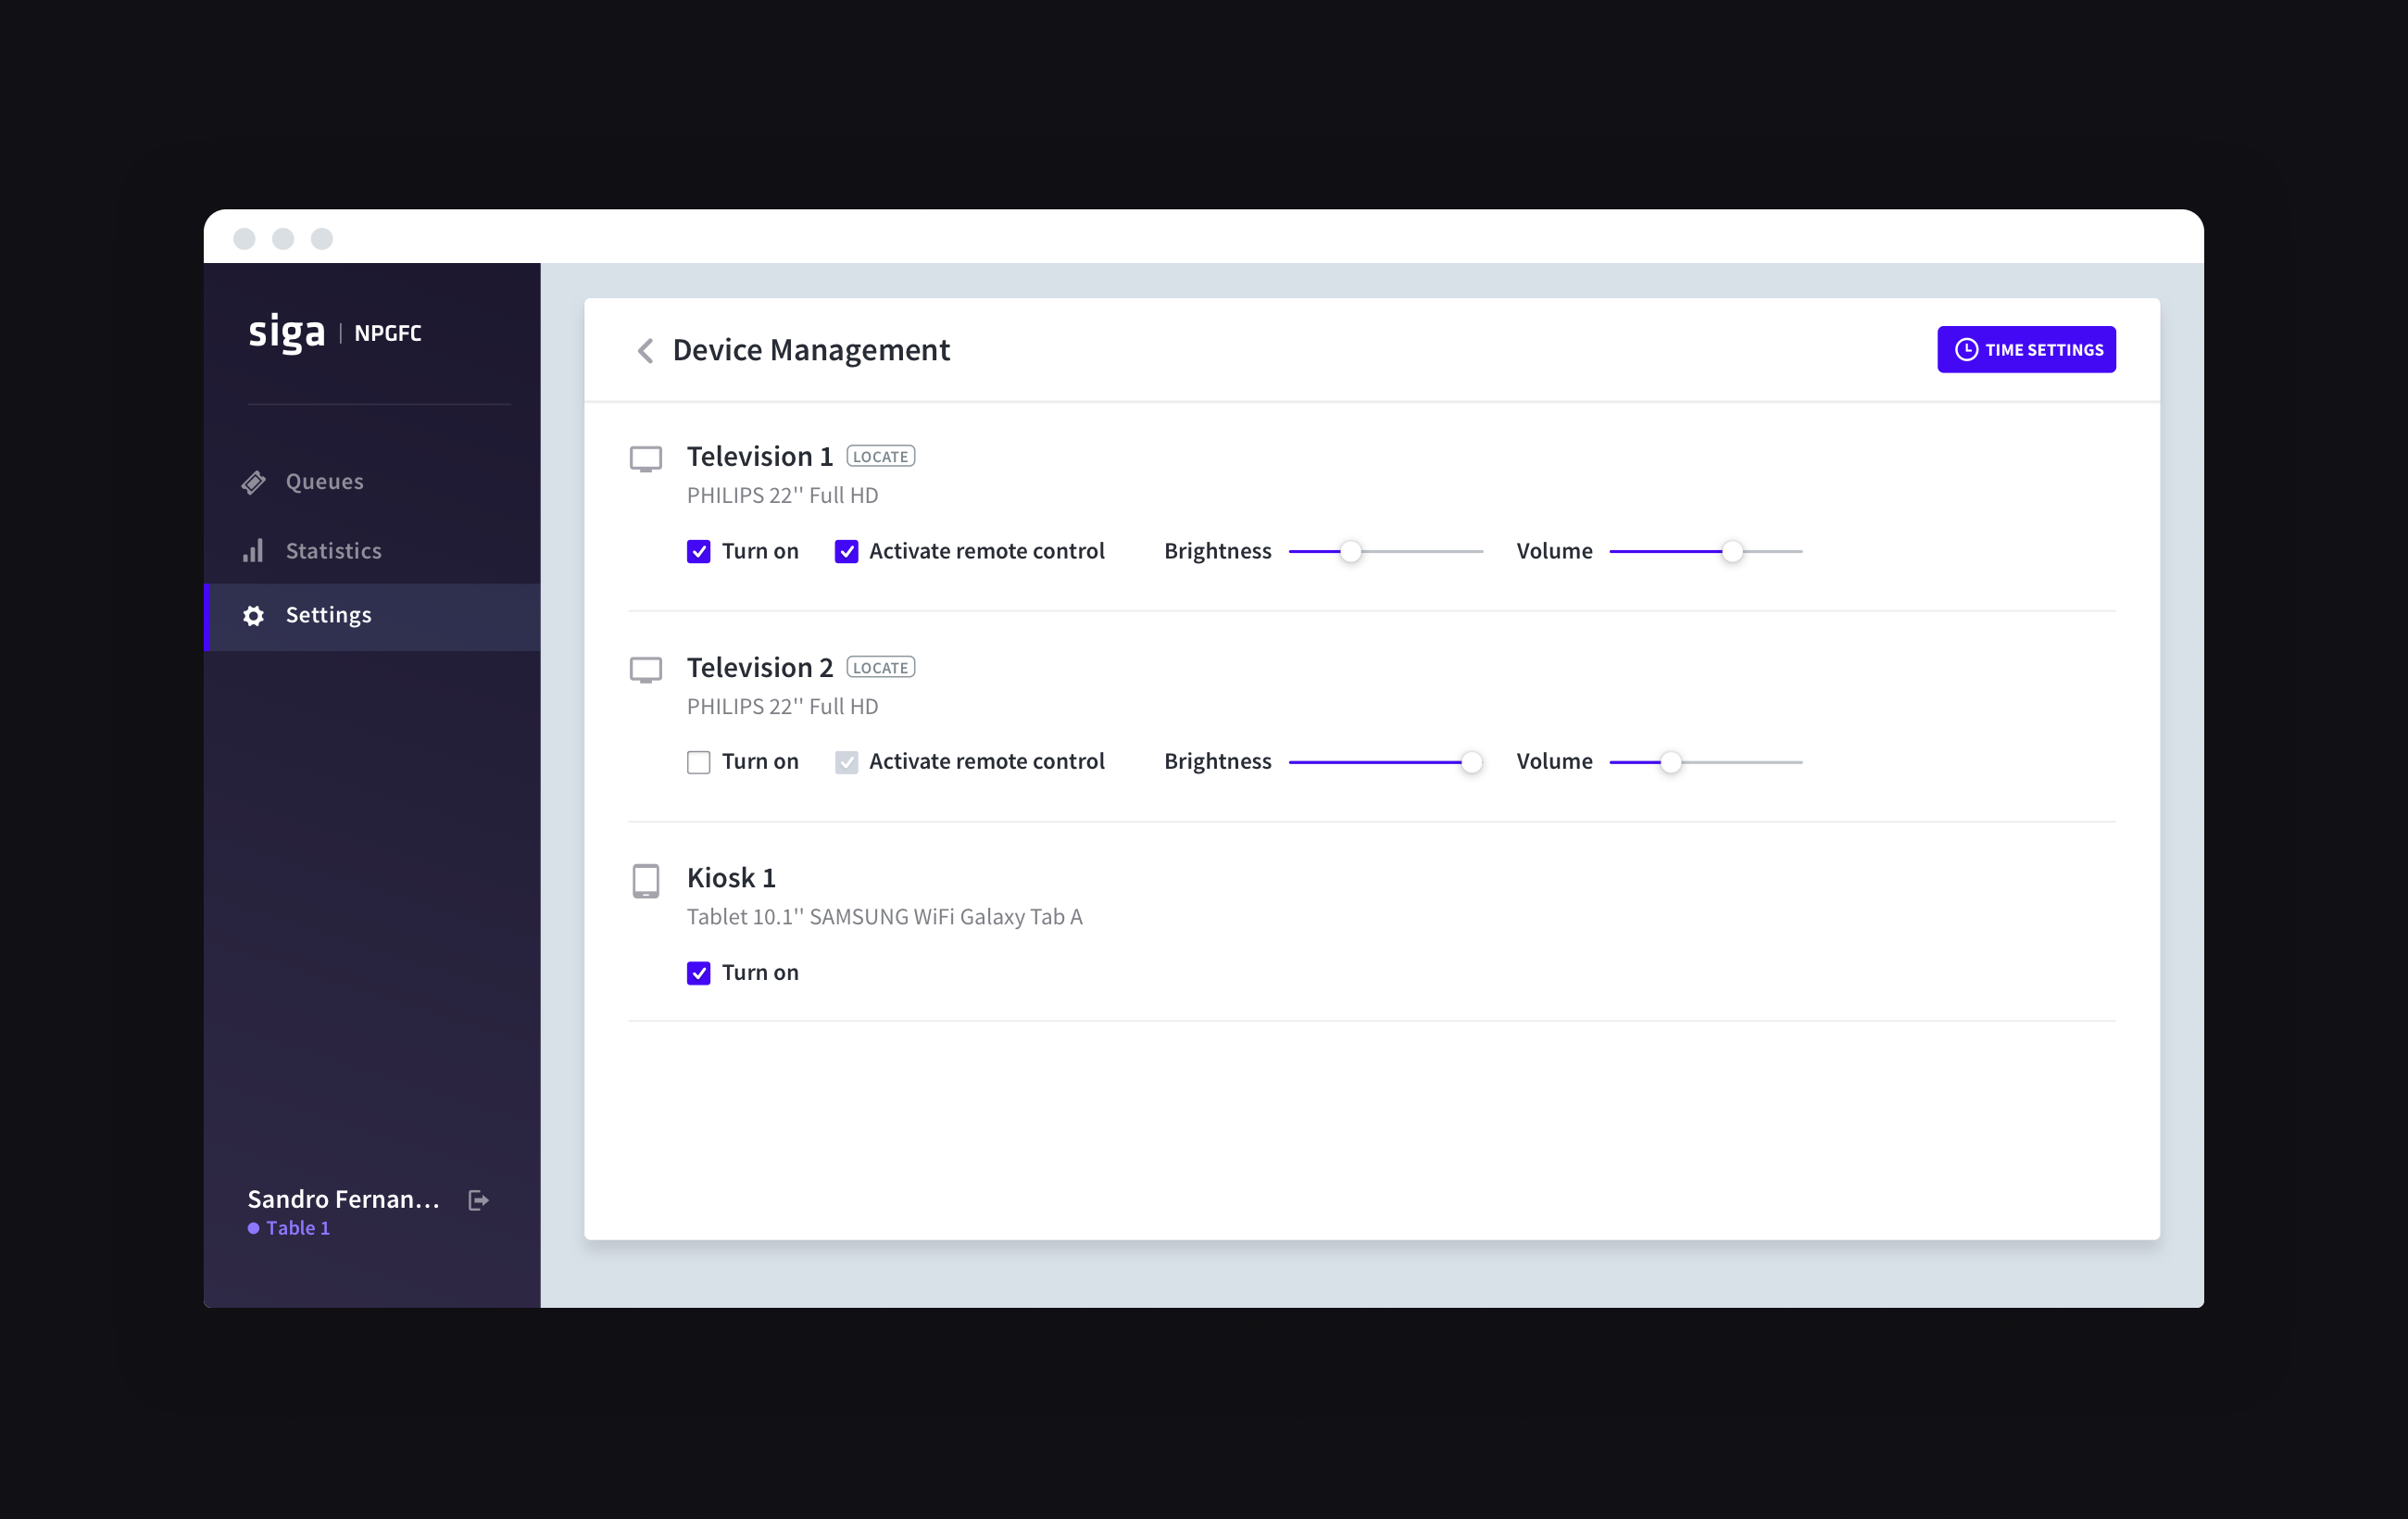 siga | NPGFC
Queues
Statistics
Settings
Sandro Fernan...
Table 1
Device Management
TIME SETTINGS
Television 1 LOCATE
PHILIPS 22'' Full HD
Turn on Activate remote control Brightness Volume
Television 2 LOCATE
PHILIPS 22'' Full HD
Turn on Activate remote control Brightness Volume
Kiosk 1
Tablet 10.1'' SAMSUNG WiFi Galaxy Tab A
Turn on